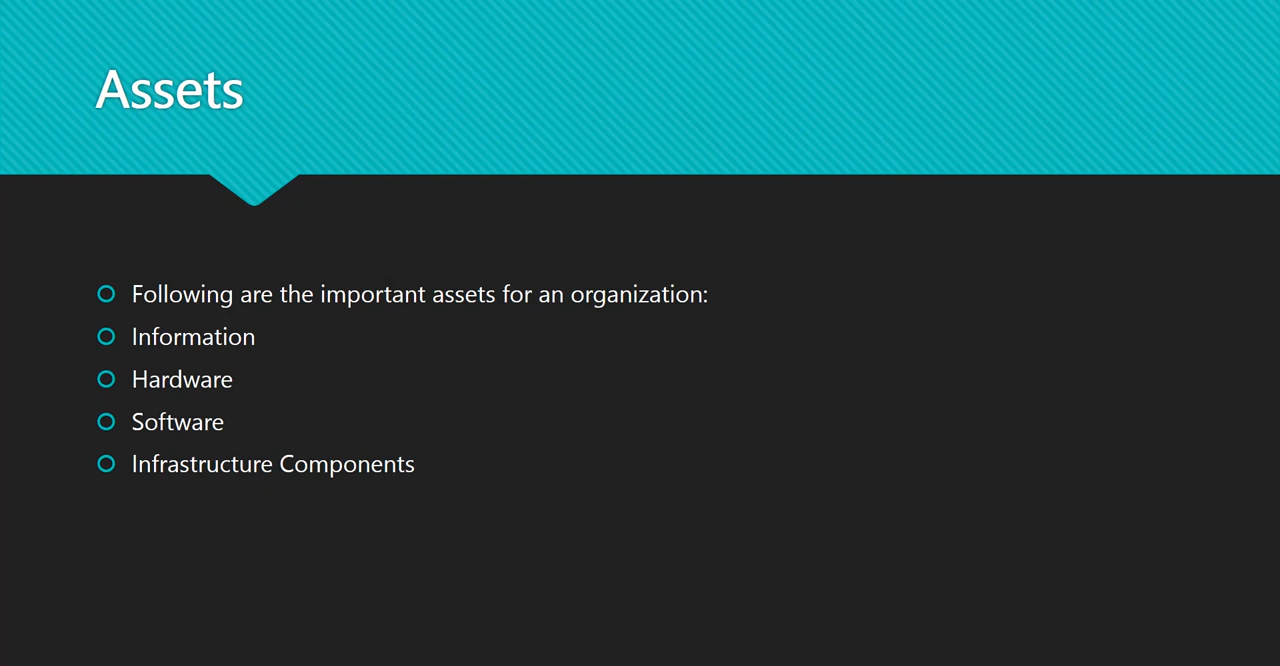 Assets
Following are the important assets for an organization:
Information
Hardware
Software
Infrastructure Components